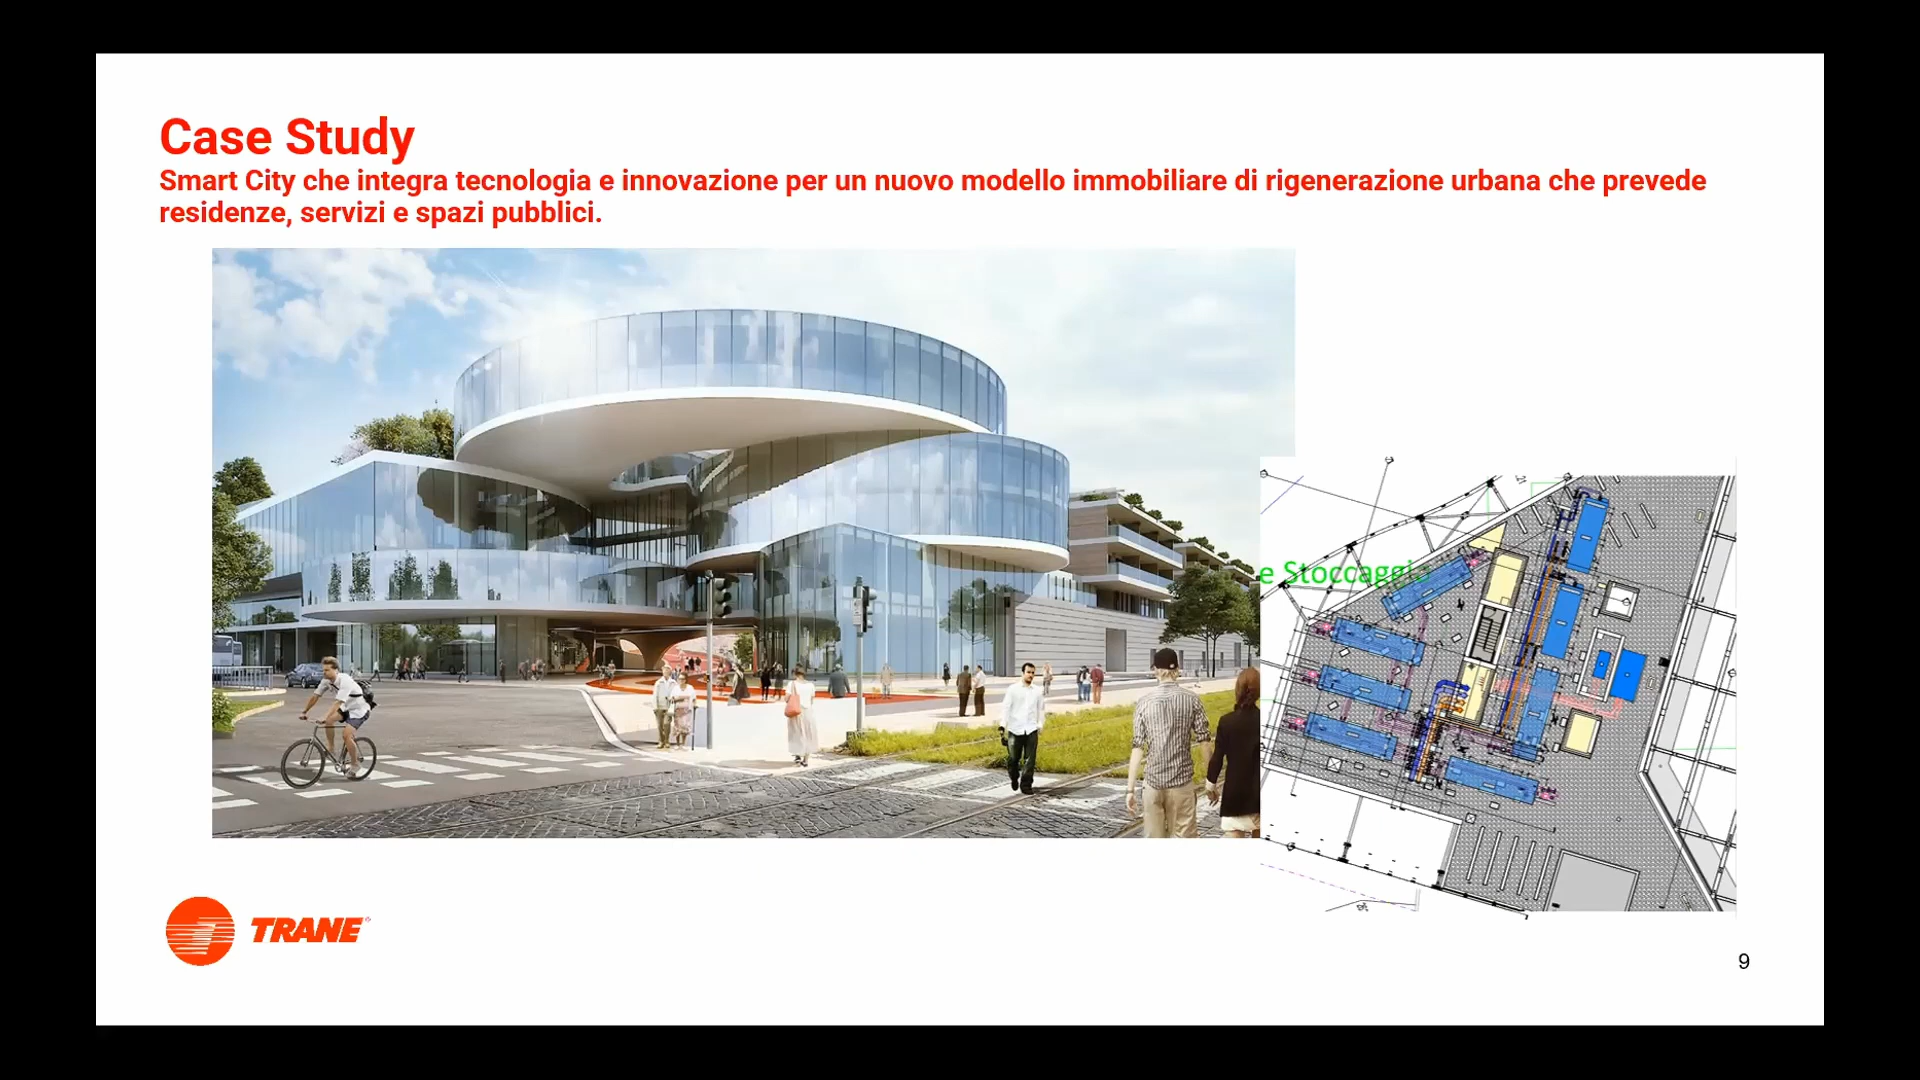 Case Study
Smart City che integra tecnologia e innovazione per un nuovo modello immobiliare di rigenerazione urbana che prevede
residenze, servizi e spazi pubblici.
e Stoccaggio
TRANE
9